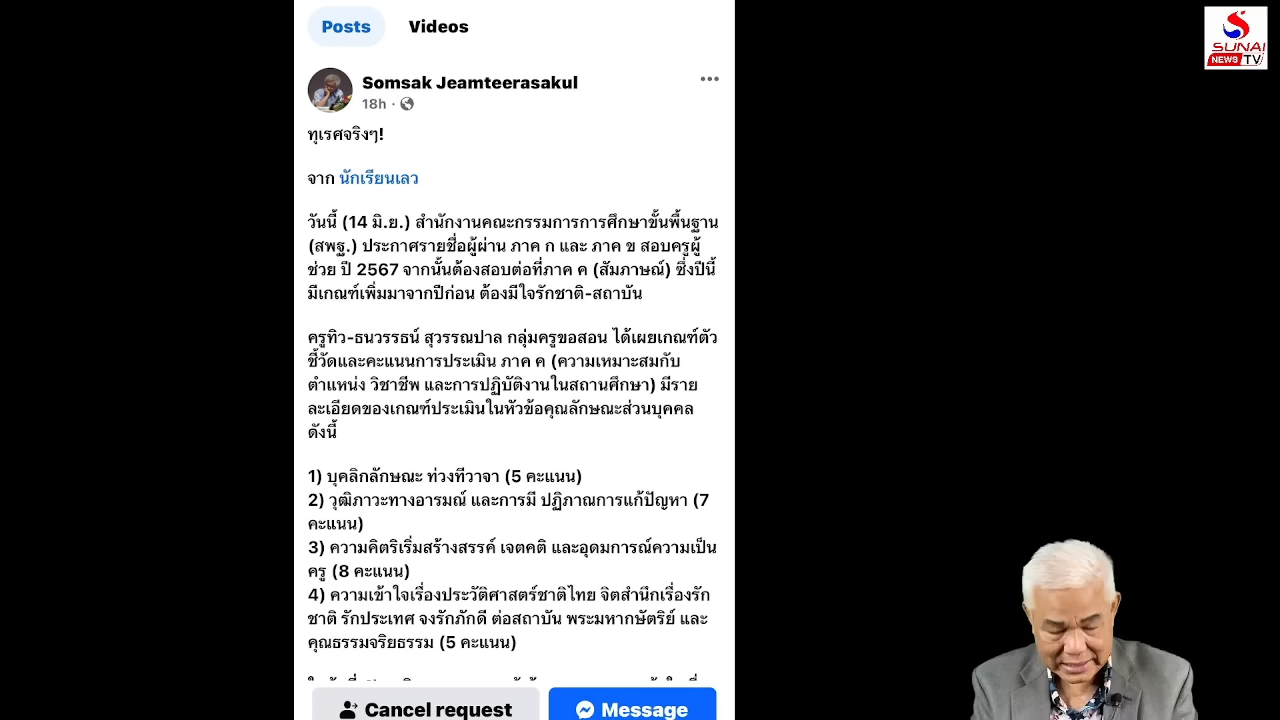 Posts Videos
SUNAI
NEWS TV
Somsak Jeamteerasakul
18h ·
ทุเรศจริงๆ!
จาก นักเรียนเลว
วันนี้ (14 มิ.ย.) สำนักงานคณะกรรมการการศึกษาขั้นพื้นฐาน
(สพฐ.) ประกาศรายชื่อผู้ผ่าน ภาค ก และ ภาค ข สอบครูผู้
ช่วย ปี 2567 จากนั้นต้องสอบต่อที่ภาค ค (สัมภาษณ์) ซึ่งปีนี้
มีเกณฑ์เพิ่มมาจากปีก่อน ต้องมีใจรักชาติ-สถาบัน
ครูทิว-ธนวรรธน์ สุวรรณปาล กลุ่มครูขอสอน ได้เผยเกณฑ์ตัว
ชี้วัดและคะแนนการประเมิน ภาค ค (ความเหมาะสมกับ
ตำแหน่ง วิชาชีพ และการปฏิบัติงานในสถานศึกษา) มีราย
ละเอียดของเกณฑ์ประเมินในหัวข้อคุณลักษณะส่วนบุคคล
ดังนี้
1) บุคลิกลักษณะ ท่วงทีวาจา (5 คะแนน)
2) วุฒิภาวะทางอารมณ์ และการมี ปฏิภาณการแก้ปัญหา (7
คะแนน)
3) ความคิดริเริ่มสร้างสรรค์ เจตคติ และอุดมการณ์ความเป็น
ครู (8 คะแนน)
4) ความเข้าใจเรื่องประวัติศาสตร์ชาติไทย จิตสำนึกเรื่องรัก
ชาติ รักประเทศ จงรักภักดี ต่อสถาบัน พระมหากษัตริย์ และ
คุณธรรมจริยธรรม (5 คะแนน)
Cancel request Message